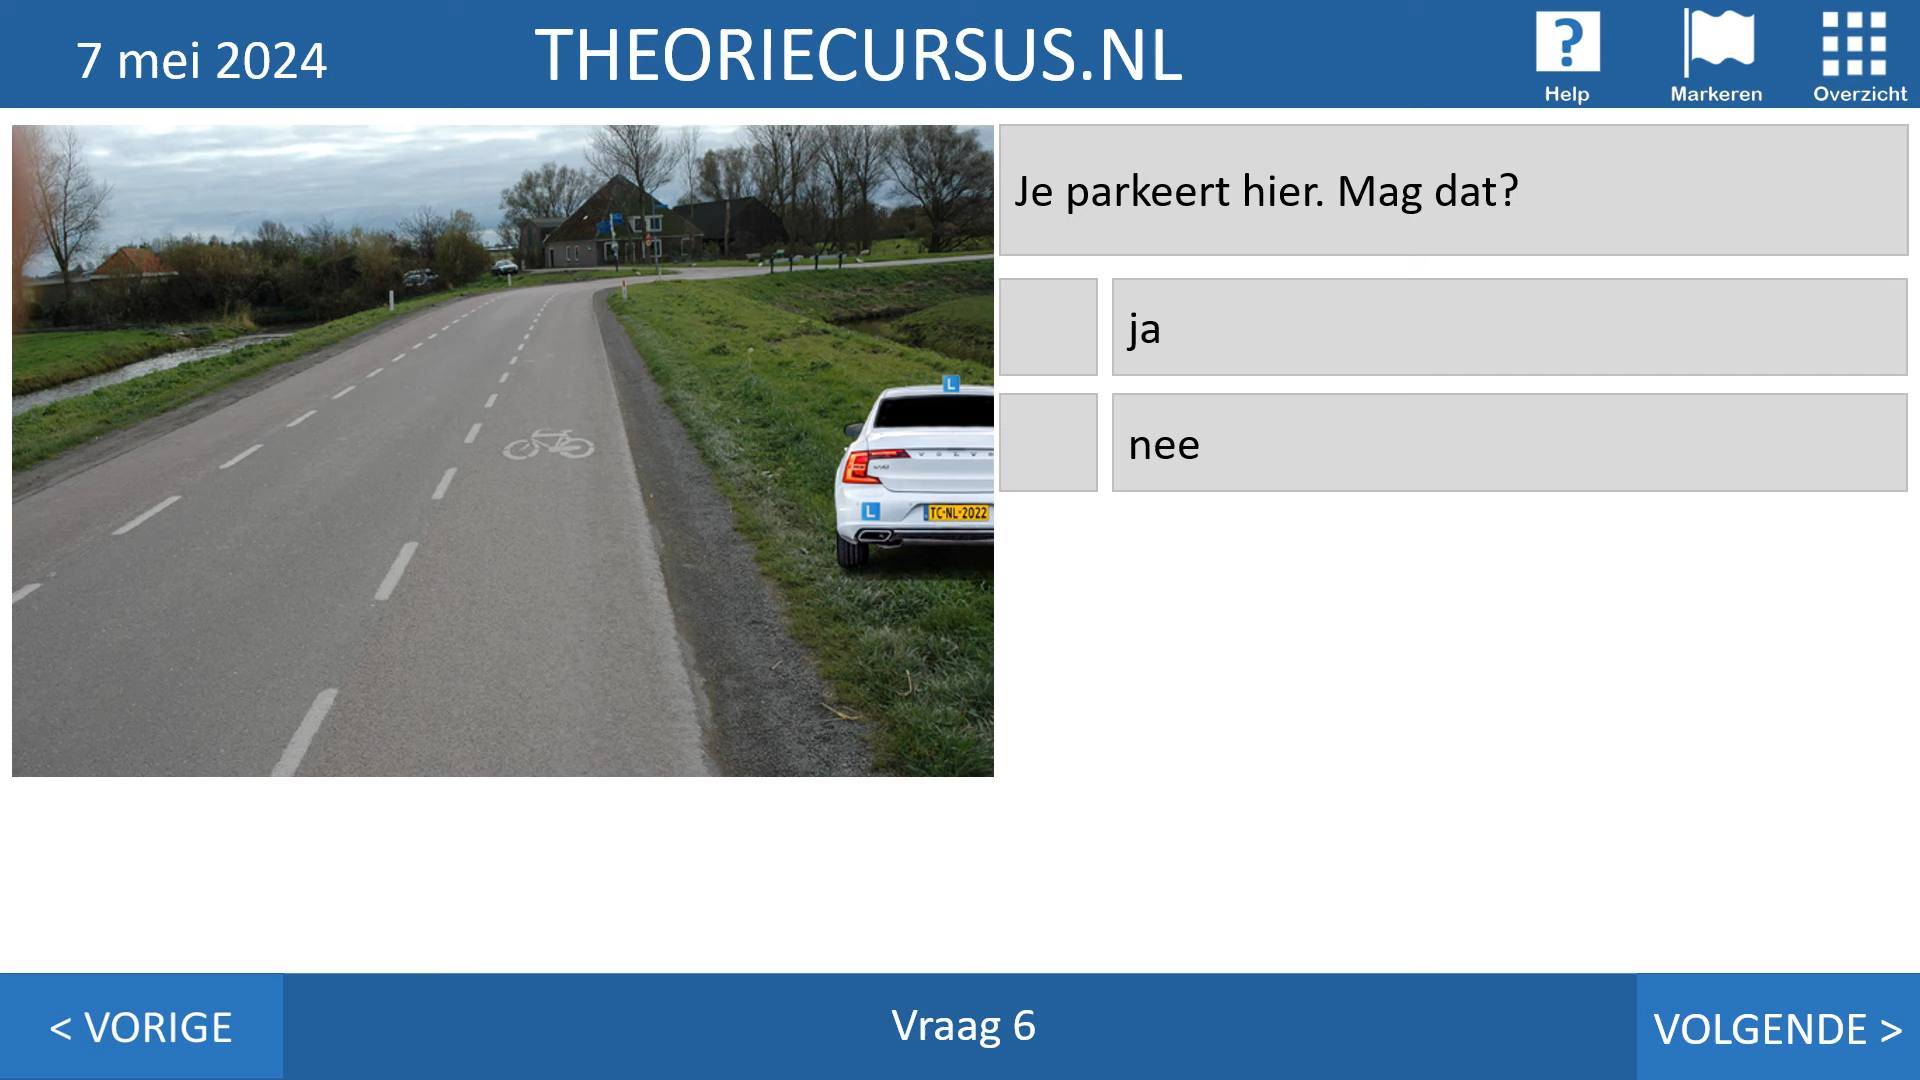 7 mei 2024
THEORIECURSUS.NL
?
Help
Markeren
Overzicht
Je parkeert hier. Mag dat?
ja
nee
L
VOLV
L
TC·NL·2022
< VORIGE
Vraag 6
VOLGENDE >